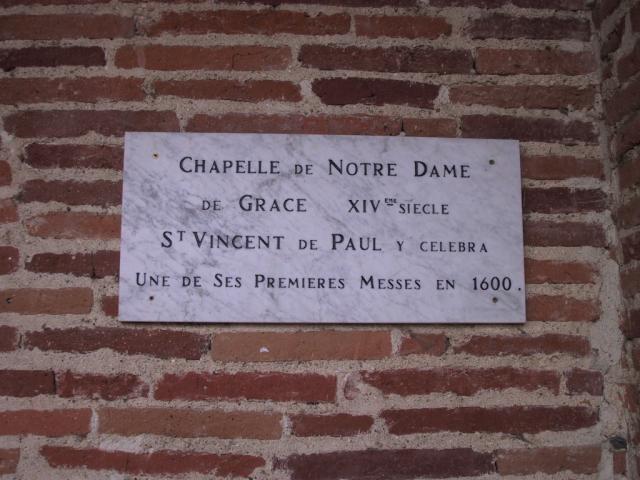 CHAPELLE DE NOTRE DAME
DE GRACE XIVEME SIECLE
ST VINCENT DE PAUL Y CELEBRA
UNE DE SES PREMIERES MESSES EN 1600.